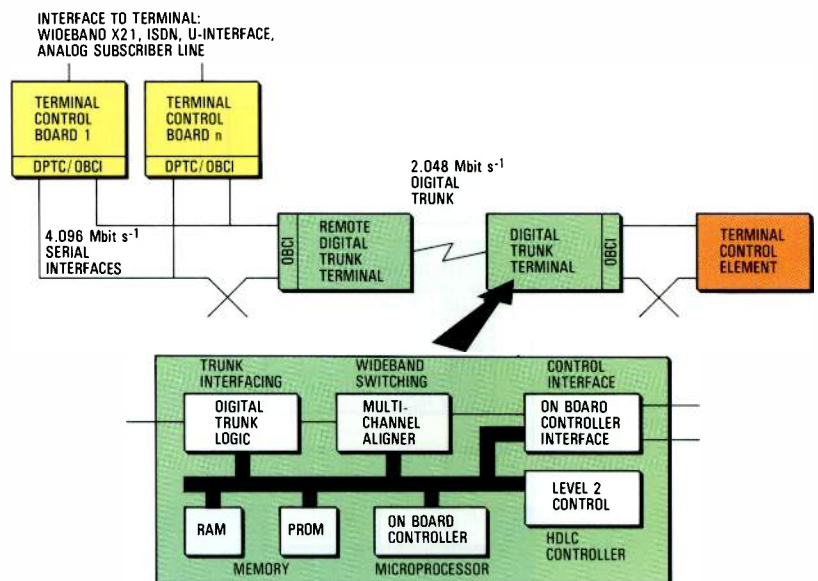 INTERFACE TO TERMINAL:
WIDEBAND X21, ISDN, U-INTERFACE,
ANALOG SUBSCRIBER LINE
TERMINAL
CONTROL
BOARD 1
DPTC/OBCI
TERMINAL
CONTROL
BOARD n
DPTC/OBCI
4.096 Mbit s⁻¹
SERIAL
INTERFACES
OBCI
REMOTE
DIGITAL
TRUNK
TERMINAL
2.048 Mbit s⁻¹
DIGITAL
TRUNK
DIGITAL
TRUNK
TERMINAL
OBCI
TERMINAL
CONTROL
ELEMENT
TRUNK
INTERFACING
DIGITAL
TRUNK
LOGIC
WIDEBAND
SWITCHING
MULTI-
CHANNEL
ALIGNER
CONTROL
INTERFACE
ON BOARD
CONTROLLER
INTERFACE
RAM
PROM
MEMORY
ON BOARD
CONTROLLER
MICROPROCESSOR
LEVEL 2
CONTROL
HDLC
CONTROLLER